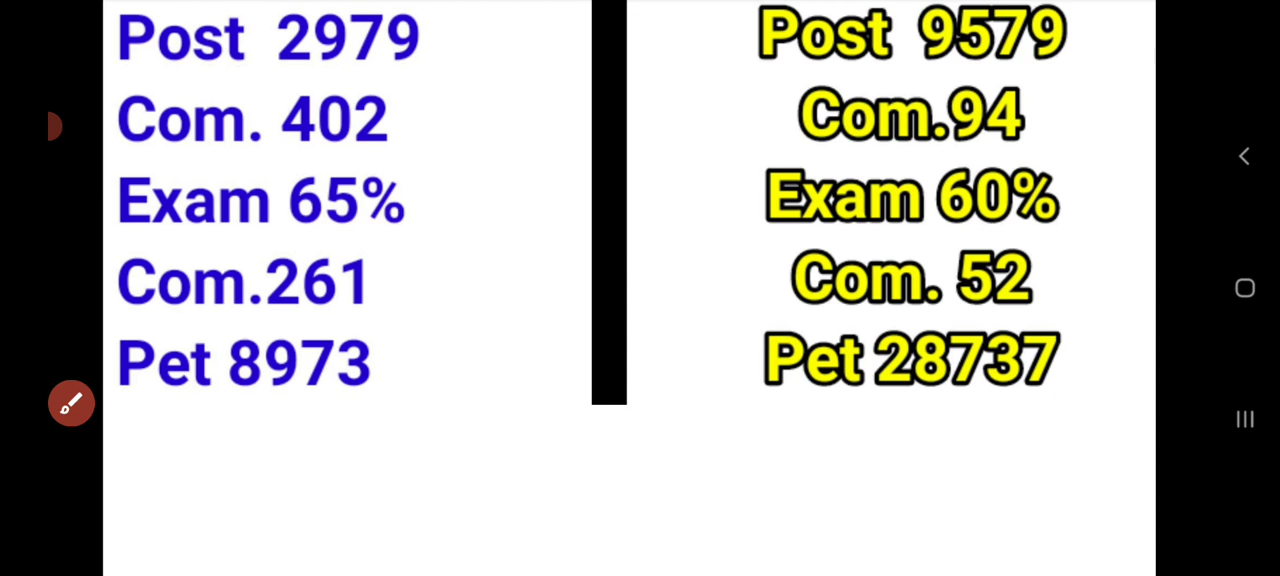 Post 2979
Com. 402
Exam 65%
Com.261
Pet 8973
Post 9579
Com.94
Exam 60%
Com. 52
Pet 28737